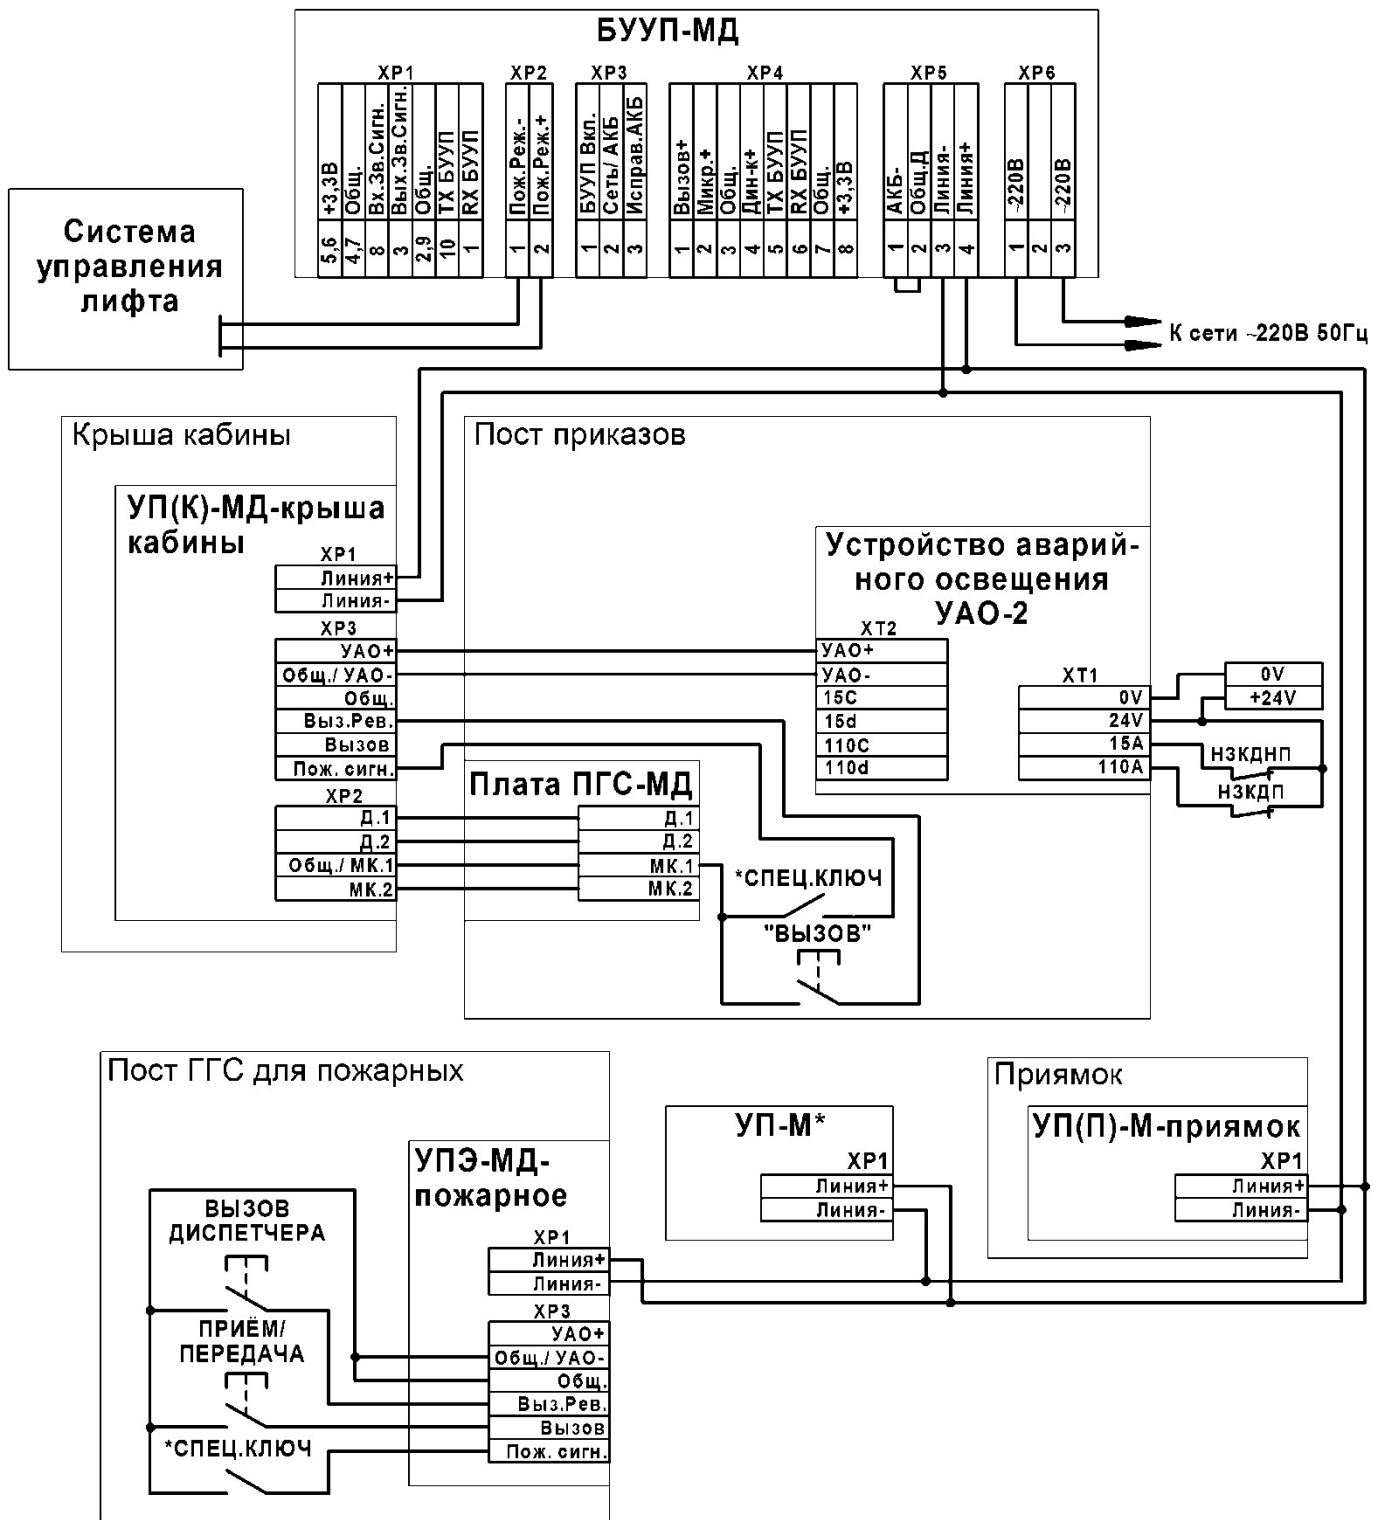 БУУП-МД
XP1
XP2
XP3
XP4
XP5
XP6
+3,3В
Общ.
Вх.Зв.Сигн.
Вых.Зв.Сигн.
Общ.
TX БУУП
RX БУУП
5,6
4,7
8
3
2,9
10
1
Пож.Реж.-
Пож.Реж.+
1
2
БУУП Вкл.
Сеть/ АКБ
Исправ.АКБ
1
2
3
Вызов+
Микр.+
Общ.
Дин-к+
TX БУУП
RX БУУП
Общ.
+3,3В
1
2
3
4
5
6
7
8
АКБ-
Общ.Д
Линия-
Линия+
1
2
3
4
~220В
~220В
1
2
3
Система
управления
лифта
К сети ~220В 50Гц
Крыша кабины
УП(К)-МД-крыша
кабины
XP1
Линия+
Линия-
XP3
УАО+
Общ./ УАО-
Общ.
Выз.Рев.
Вызов
Пож. сигн.
XP2
Д.1
Д.2
Общ./ МК.1
МК.2
Пост приказов
Устройство аварий-
ного освещения
УАО-2
XT2
УАО+
УАО-
15C
15d
110C
110d
XT1
0V
24V
15A
110A
0V
+24V
НЗКДНП
НЗКДП
Плата ПГС-МД
Д.1
Д.2
МК.1
МК.2
*СПЕЦ.КЛЮЧ
"ВЫЗОВ"
Пост ГГС для пожарных
УПЭ-МД-
пожарное
XP1
Линия+
Линия-
XP3
УАО+
Общ./ УАО-
Общ.
Выз.Рев.
Вызов
Пож. сигн.
ВЫЗОВ
ДИСПЕТЧЕРА
ПРИЁМ/
ПЕРЕДАЧА
*СПЕЦ.КЛЮЧ
УП-М*
XP1
Линия+
Линия-
Приямок
УП(П)-М-приямок
XP1
Линия+
Линия-